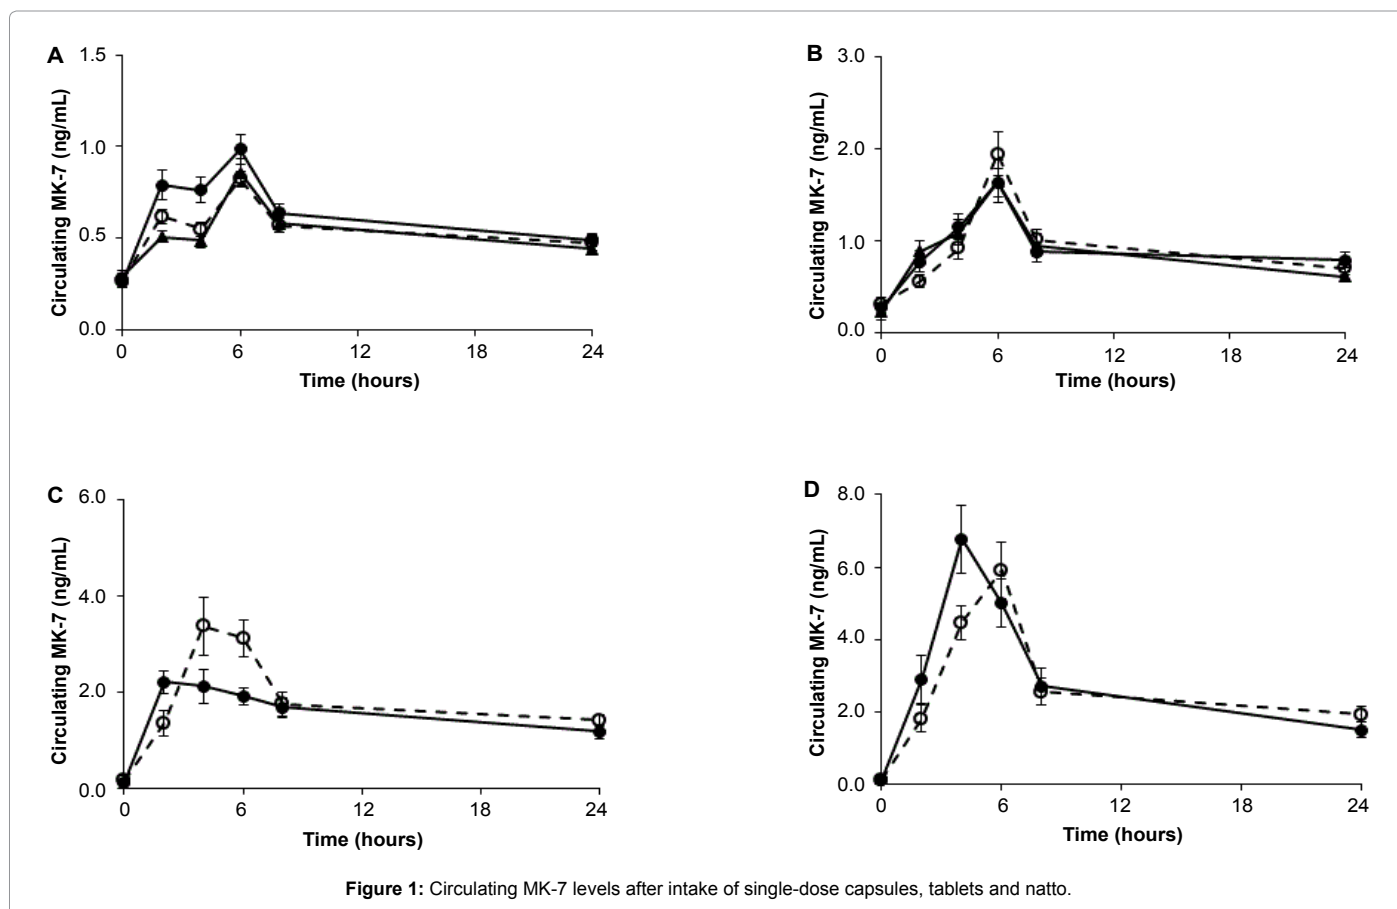 A
Circulating MK-7 (ng/mL)
1.5
1.0
0.5
0.0
0 6 12 18 24
Time (hours)
B
Circulating MK-7 (ng/mL)
3.0
2.0
1.0
0.0
0 6 12 18 24
Time (hours)
C
Circulating MK-7 (ng/mL)
6.0
4.0
2.0
0.0
0 6 12 18 24
Time (hours)
D
Circulating MK-7 (ng/mL)
8.0
6.0
4.0
2.0
0.0
0 6 12 18 24
Time (hours)
Figure 1: Circulating MK-7 levels after intake of single-dose capsules, tablets and natto.